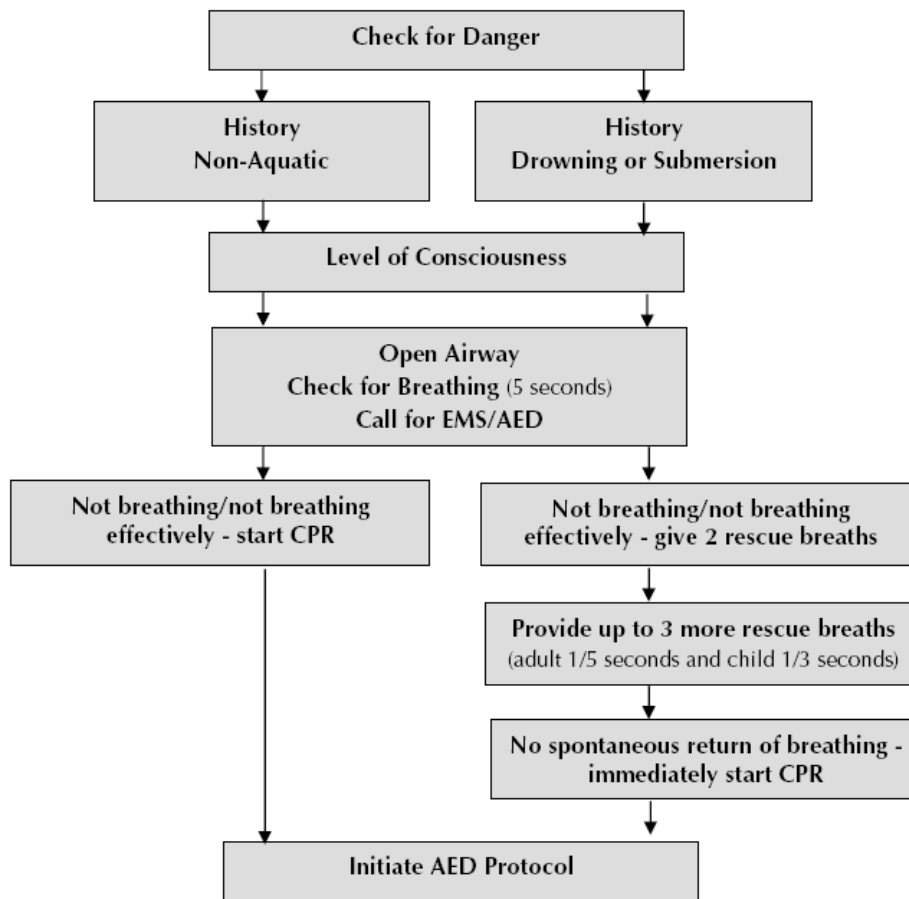 Check for Danger
History
Non-Aquatic
History
Drowning or Submersion
Level of Consciousness
Open Airway
Check for Breathing (5 seconds)
Call for EMS/AED
Not breathing/not breathing
effectively - start CPR
Not breathing/not breathing
effectively - give 2 rescue breaths
Provide up to 3 more rescue breaths
(adult 1/5 seconds and child 1/3 seconds)
No spontaneous return of breathing -
immediately start CPR
Initiate AED Protocol